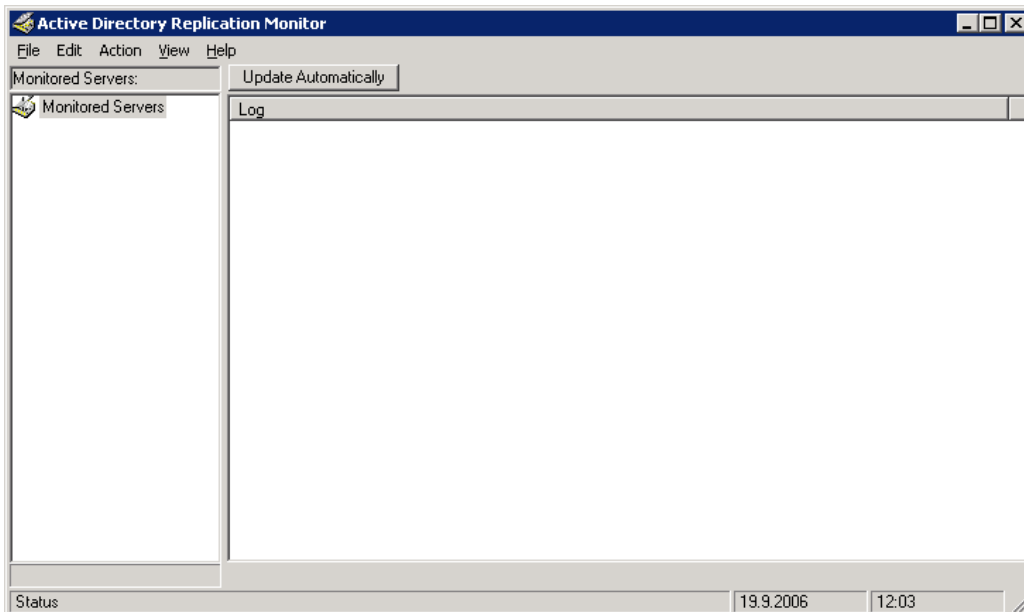 Active Directory Replication Monitor
File Edit Action View Help
Monitored Servers: Update Automatically
Monitored Servers Log
Status 19.9.2006 12:03